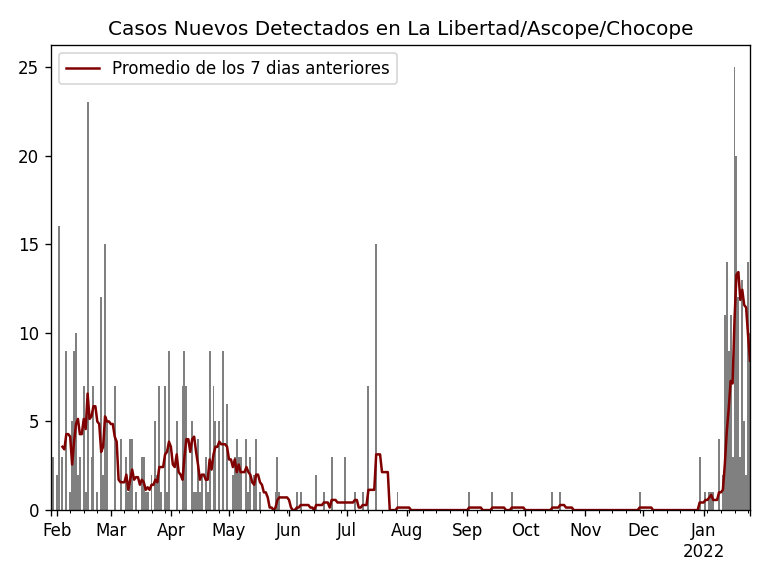 Casos Nuevos Detectados en La Libertad/Ascope/Chocope
Promedio de los 7 dias anteriores
25
20
15
10
5
0
Feb Mar Apr May Jun Jul Aug Sep Oct Nov Dec Jan
2022